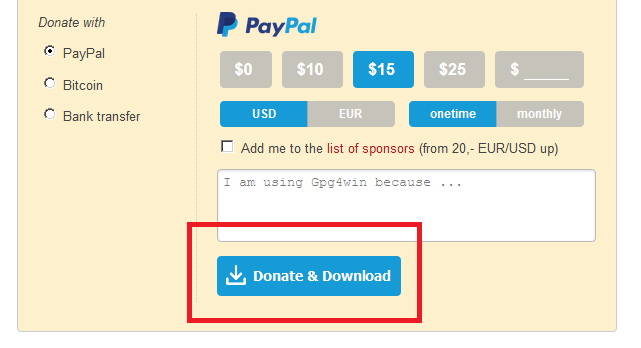 Donate with
PayPal
Bitcoin
Bank transfer
PayPal
$0 $10 $15 $25 $ _____
USD EUR onetime monthly
Add me to the list of sponsors (from 20,- EUR/USD up)
I am using Gpg4win because ...
Donate & Download